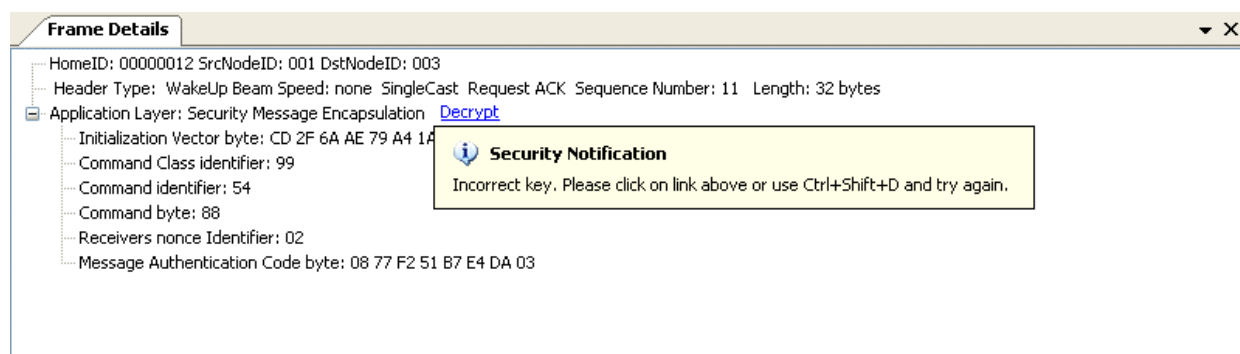 Frame Details
HomeID: 00000012 SrcNodeID: 001 DstNodeID: 003
Header Type: WakeUp Beam Speed: none SingleCast Request ACK Sequence Number: 11 Length: 32 bytes
Application Layer: Security Message Encapsulation Decrypt
Initialization Vector byte: CD 2F 6A AE 79 A4 1A
Security Notification
Incorrect key. Please click on link above or use Ctrl+Shift+D and try again.
Command Class identifier: 99
Command identifier: 54
Command byte: 88
Receivers nonce Identifier: 02
Message Authentication Code byte: 08 77 F2 51 B7 E4 DA 03